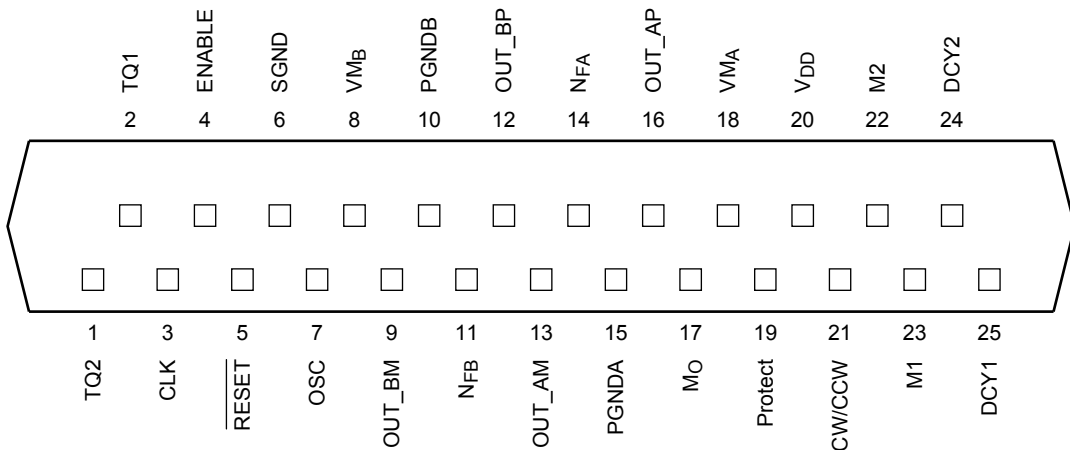 TQ1 ENABLE SGND VMB PGNDB OUT_BP NFA OUT_AP VMA VDD M2 DCY2
2 4 6 8 10 12 14 16 18 20 22 24
1 3 5 7 9 11 13 15 17 19 21 23 25
TQ2 CLK RESET OSC OUT_BM NFB OUT_AM PGNDA MO Protect CW/CCW M1 DCY1